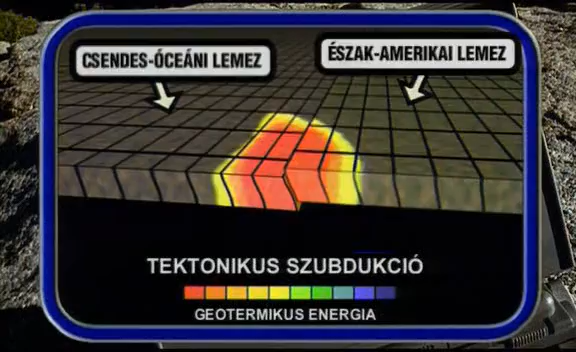 CSENDES-ÓCEÁNI LEMEZ
ÉSZAK-AMERIKAI LEMEZ
TEKTONIKUS SZUBDUKCIÓ
GEOTERMIKUS ENERGIA